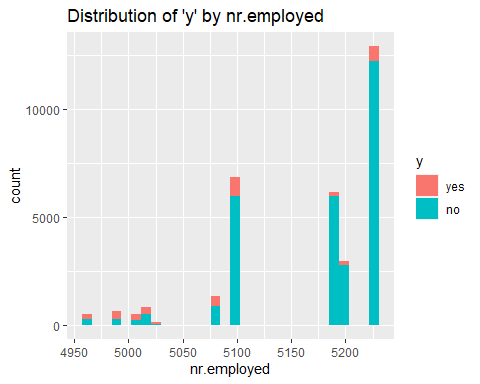 Distribution of 'y' by nr.employed
10000
5000
0
count
4950
5000
5050
5100
5150
5200
nr.employed
y
yes
no